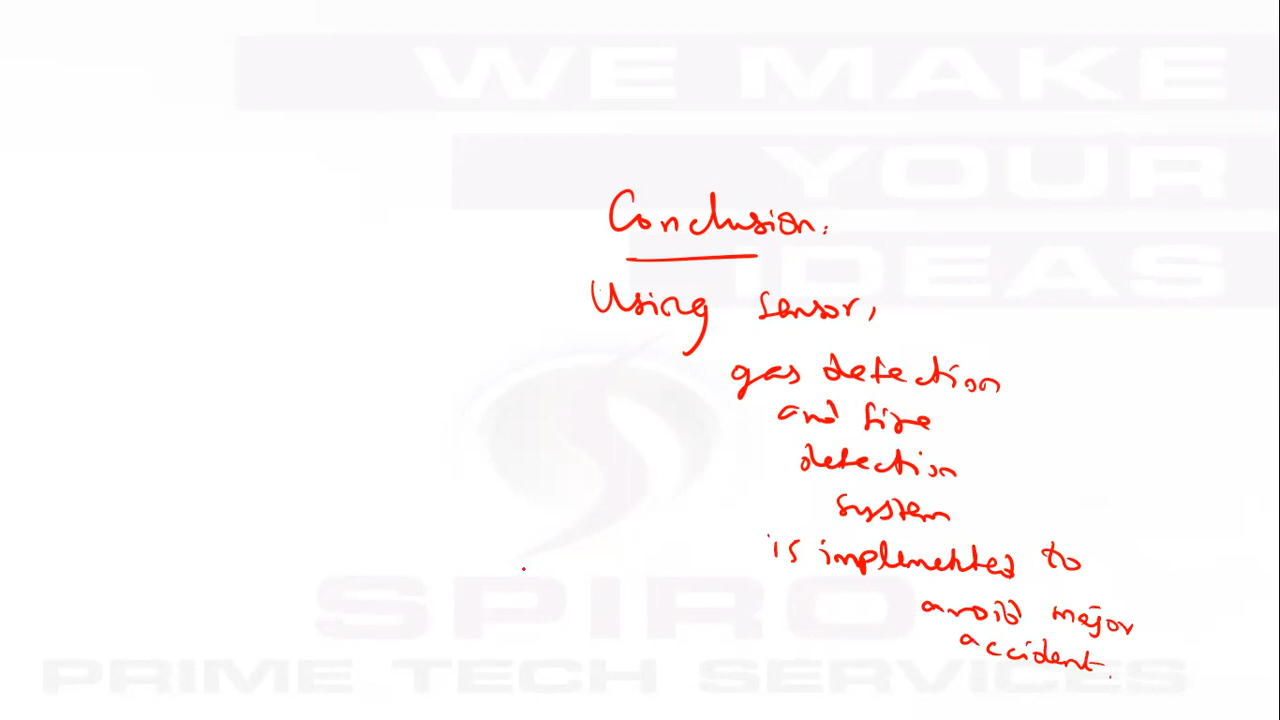 WE MAKE
YOUR
IDEAS
Conclusion:
Using sensor,
gas detection
and fire
detection
system
is implemented to
avoid major
accident.
SPIRO
PRIME TECH SERVICES